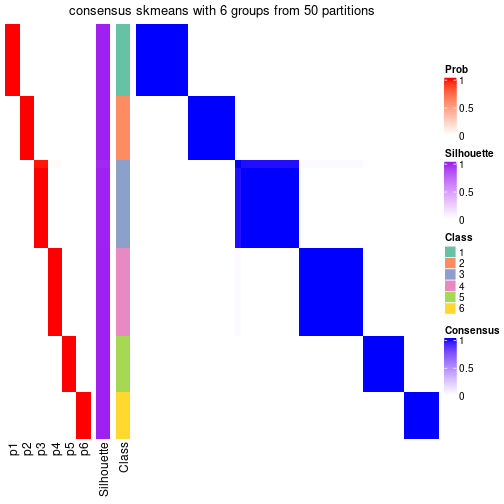 consensus skmeans with 6 groups from 50 partitions
p1
p2
p3
p4
p5
p6
Silhouette
Class
Prob
1
0.5
0
Silhouette
1
0.5
0
Class
1
2
3
4
5
6
Consensus
1
0.5
0